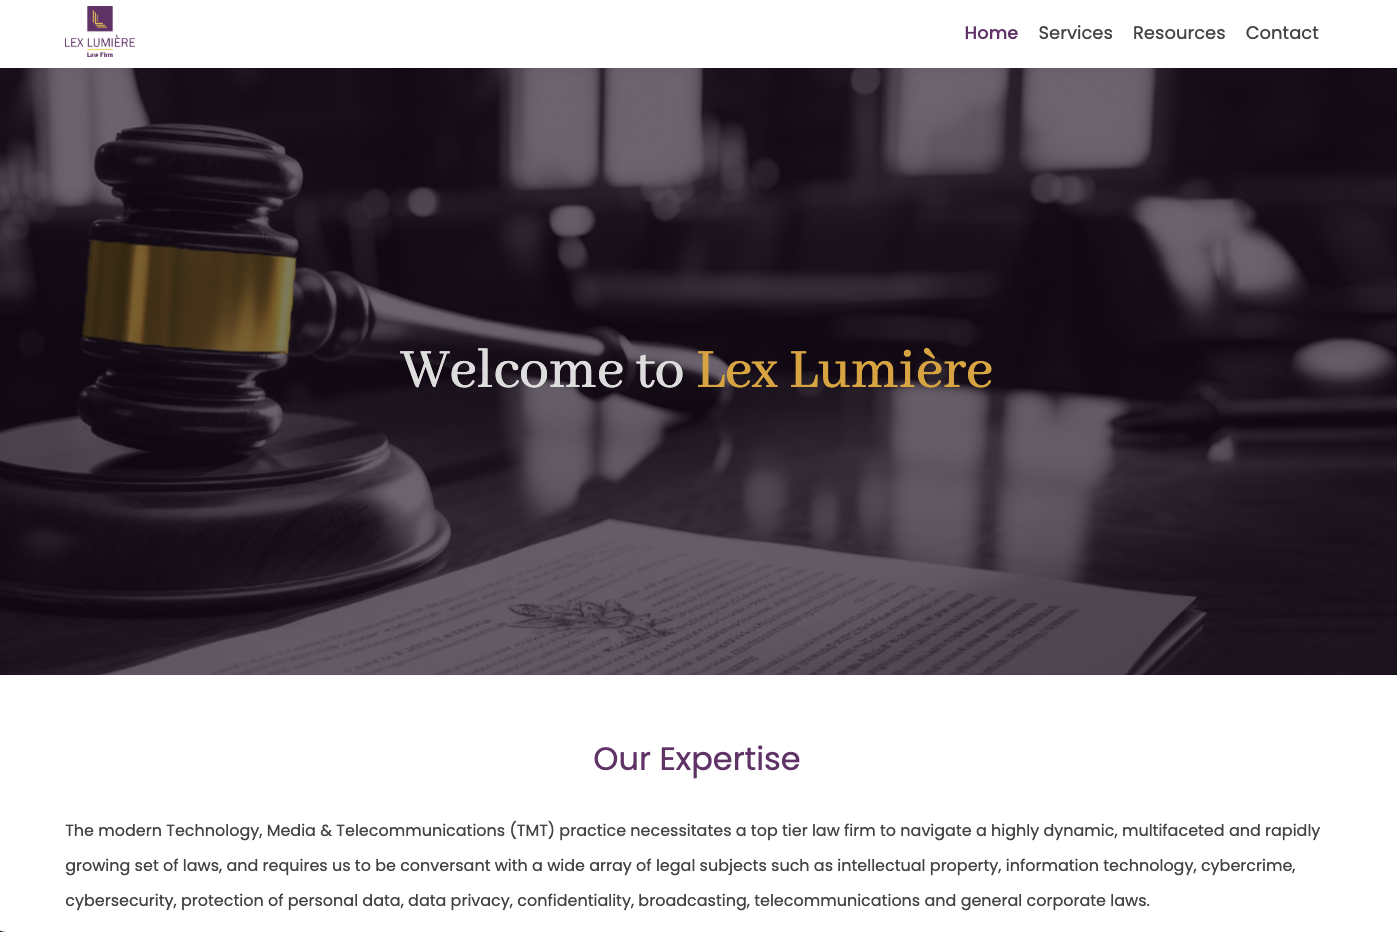 LEX LUMIÈRE
Law Firm
Home Services Resources Contact
Welcome to Lex Lumière
Our Expertise
The modern Technology, Media & Telecommunications (TMT) practice necessitates a top tier law firm to navigate a highly dynamic, multifaceted and rapidly
growing set of laws, and requires us to be conversant with a wide array of legal subjects such as intellectual property, information technology, cybercrime,
cybersecurity, protection of personal data, data privacy, confidentiality, broadcasting, telecommunications and general corporate laws.